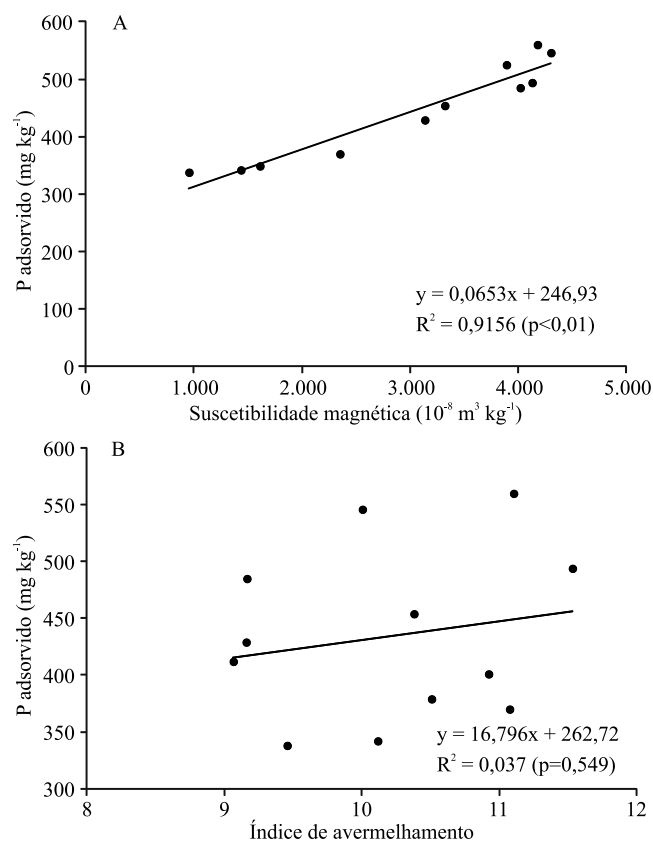 A
600
500
400
300
200
100
0
P adsorvido (mg kg⁻¹)
y = 0,0653x + 246,93
R² = 0,9156 (p<0,01)
0 1.000 2.000 3.000 4.000 5.000
Suscetibilidade magnética (10⁻⁸ m³ kg⁻¹)
B
600
550
500
450
400
350
300
P adsorvido (mg kg⁻¹)
y = 16,796x + 262,72
R² = 0,037 (p=0,549)
8 9 10 11 12
Índice de avermelhamento